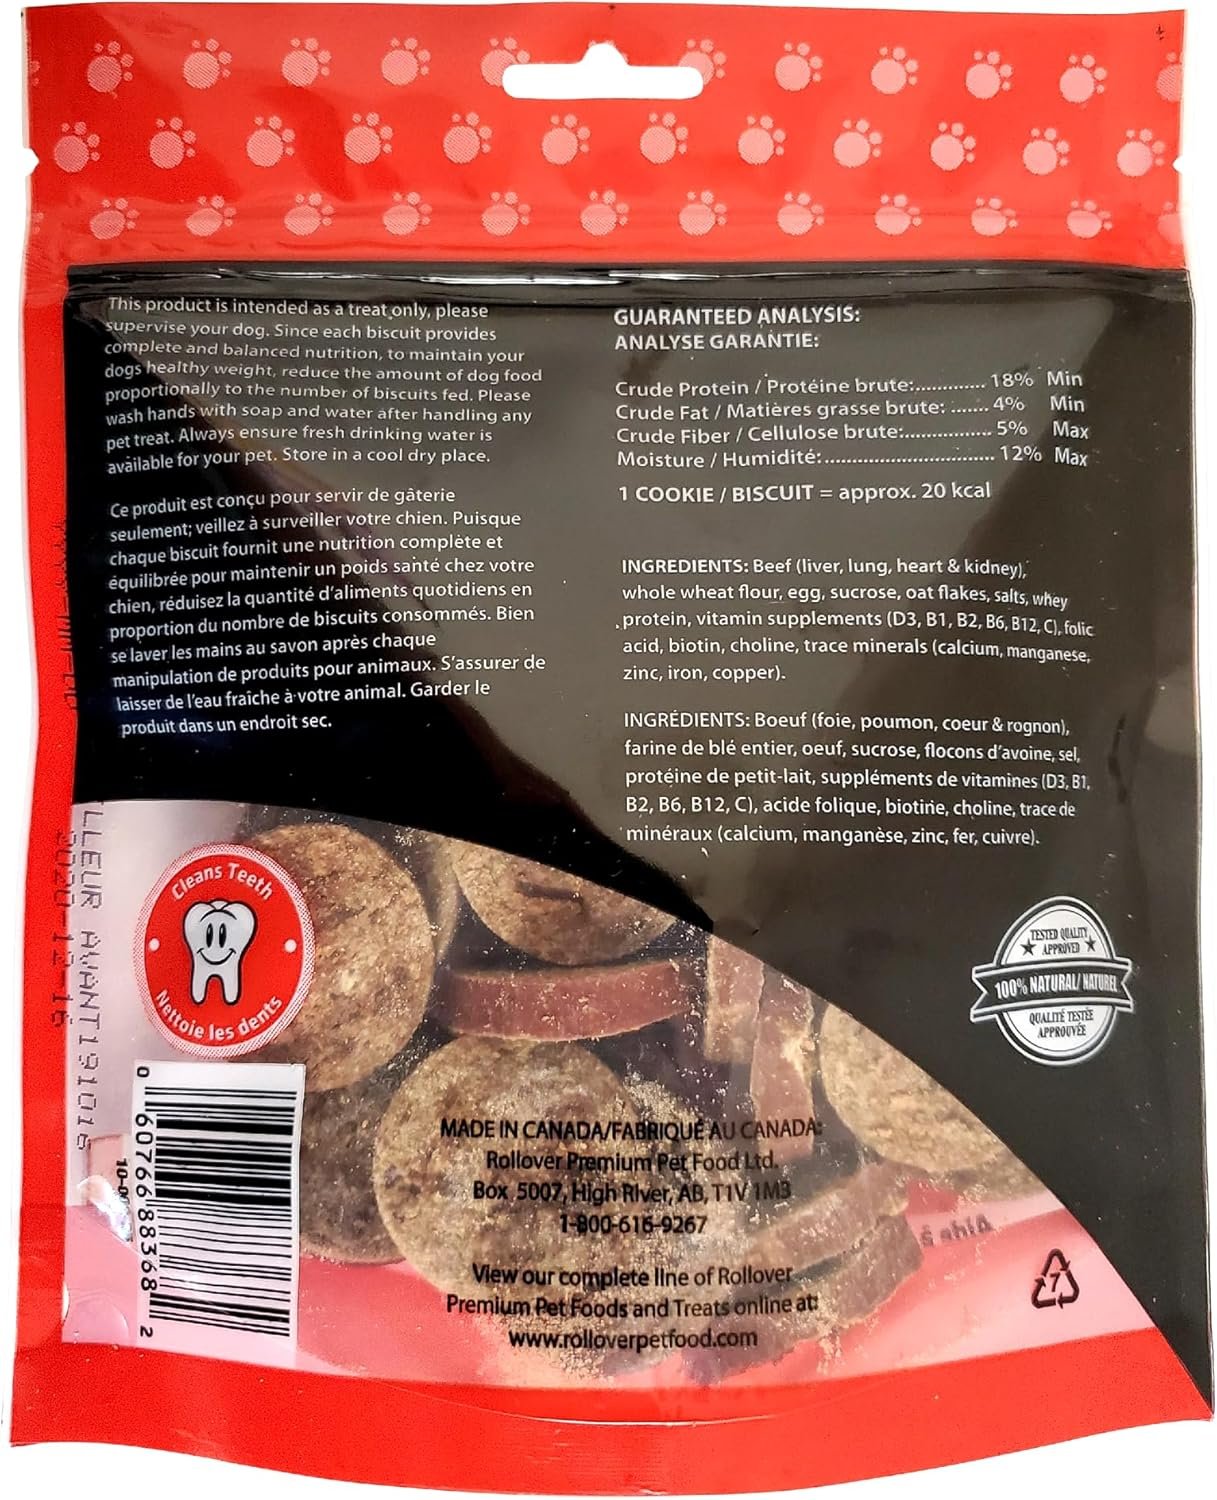 This product is intended as a treat only, please
supervise your dog. Since each biscuit provides
complete and balanced nutrition, to maintain your
dogs healthy weight, reduce the amount of dog food
proportionally to the number of biscuits fed. Please
wash hands with soap and water after handling any
pet treat. Always ensure fresh drinking water is
available for your pet. Store in a cool dry place.
Ce produit est conçu pour servir de gâterie
seulement; veillez à surveiller votre chien. Puisque
chaque biscuit fournit une nutrition complète et
équilibrée pour maintenir un poids santé chez votre
chien, réduisez la quantité d'aliments quotidiens en
proportion du nombre de biscuits consommés. Bien
se laver les mains au savon après chaque
manipulation de produits pour animaux. S'assurer de
laisser de l'eau fraîche à votre animal. Garder le
produit dans un endroit sec.
GUARANTEED ANALYSIS:
ANALYSE GARANTIE:
Crude Protein / Protéine brute:............. 18% Min
Crude Fat / Matières grasse brute: ....... 4% Min
Crude Fiber / Cellulose brute:................ 5% Max
Moisture / Humidité:................................ 12% Max
1 COOKIE / BISCUIT = approx. 20 kcal
INGREDIENTS: Beef (liver, lung, heart & kidney),
whole wheat flour, egg, sucrose, oat flakes, salts, whey
protein, vitamin supplements (D3, B1, B2, B6, B12, C), folic
acid, biotin, choline, trace minerals (calcium, manganese,
zinc, iron, copper).
INGRÉDIENTS: Boeuf (foie, poumon, coeur & rognon),
farine de blé entier, oeuf, sucrose, flocons d'avoine, sel,
protéine de petit-lait, suppléments de vitamines (D3, B1,
B2, B6, B12, C), acide folique, biotine, choline, trace de
minéraux (calcium, manganèse, zinc, fer, cuivre).
Cleans Teeth
Nettoie les dents
TESTED QUALITY
APPROVED
100% NATURAL/ NATUREL
QUALITÉ TESTÉE
APPROUVÉE
LLEUR AVANT191016
2020-12-16
0 60766 88368 2
MADE IN CANADA/FABRIQUÉ AU CANADA:
Rollover Premium Pet Food Ltd.
Box 5007, High River, AB, T1V 1M3
1-800-616-9267
View our complete line of Rollover
Premium Pet Foods and Treats online at:
www.rolloverpetfood.com
7